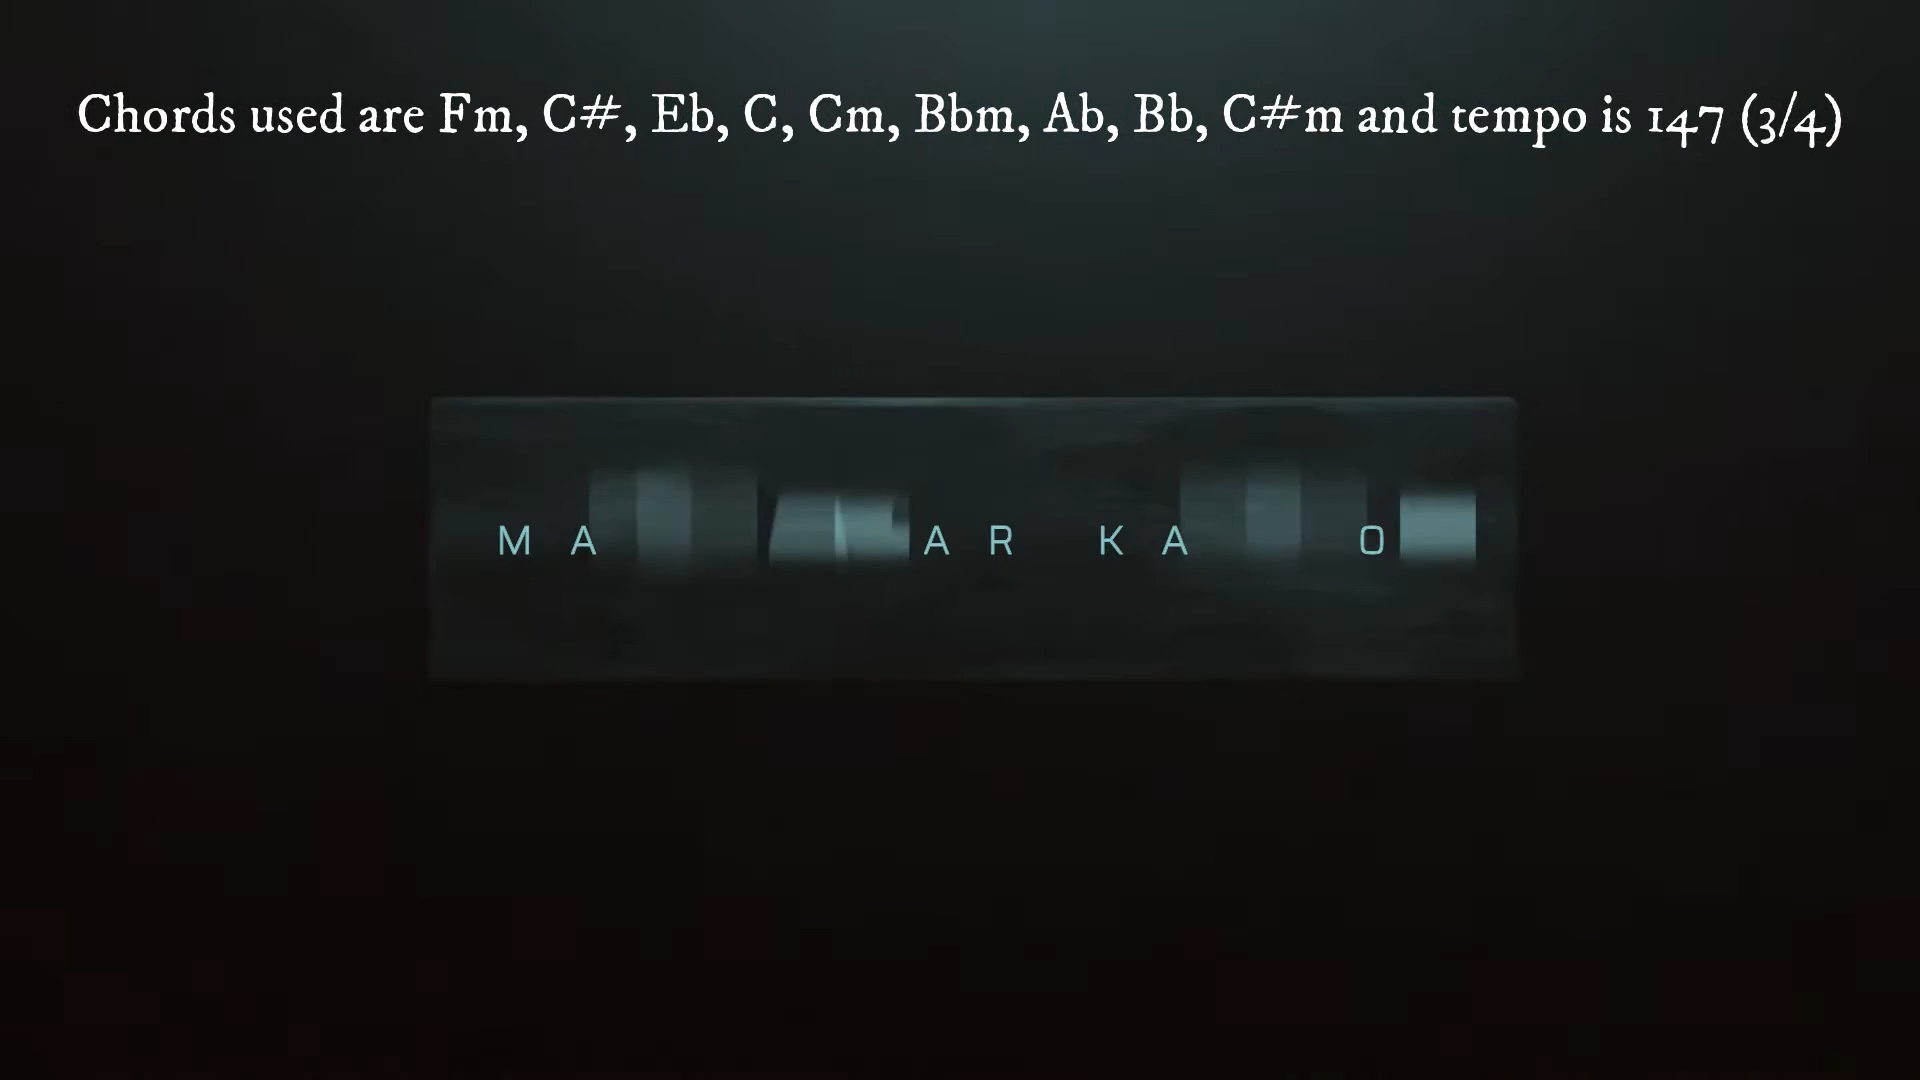 Chords used are Fm, C#, Eb, C, Cm, Bbm, Ab, Bb, C#m and tempo is 147 (3/4)
M A A R K A O